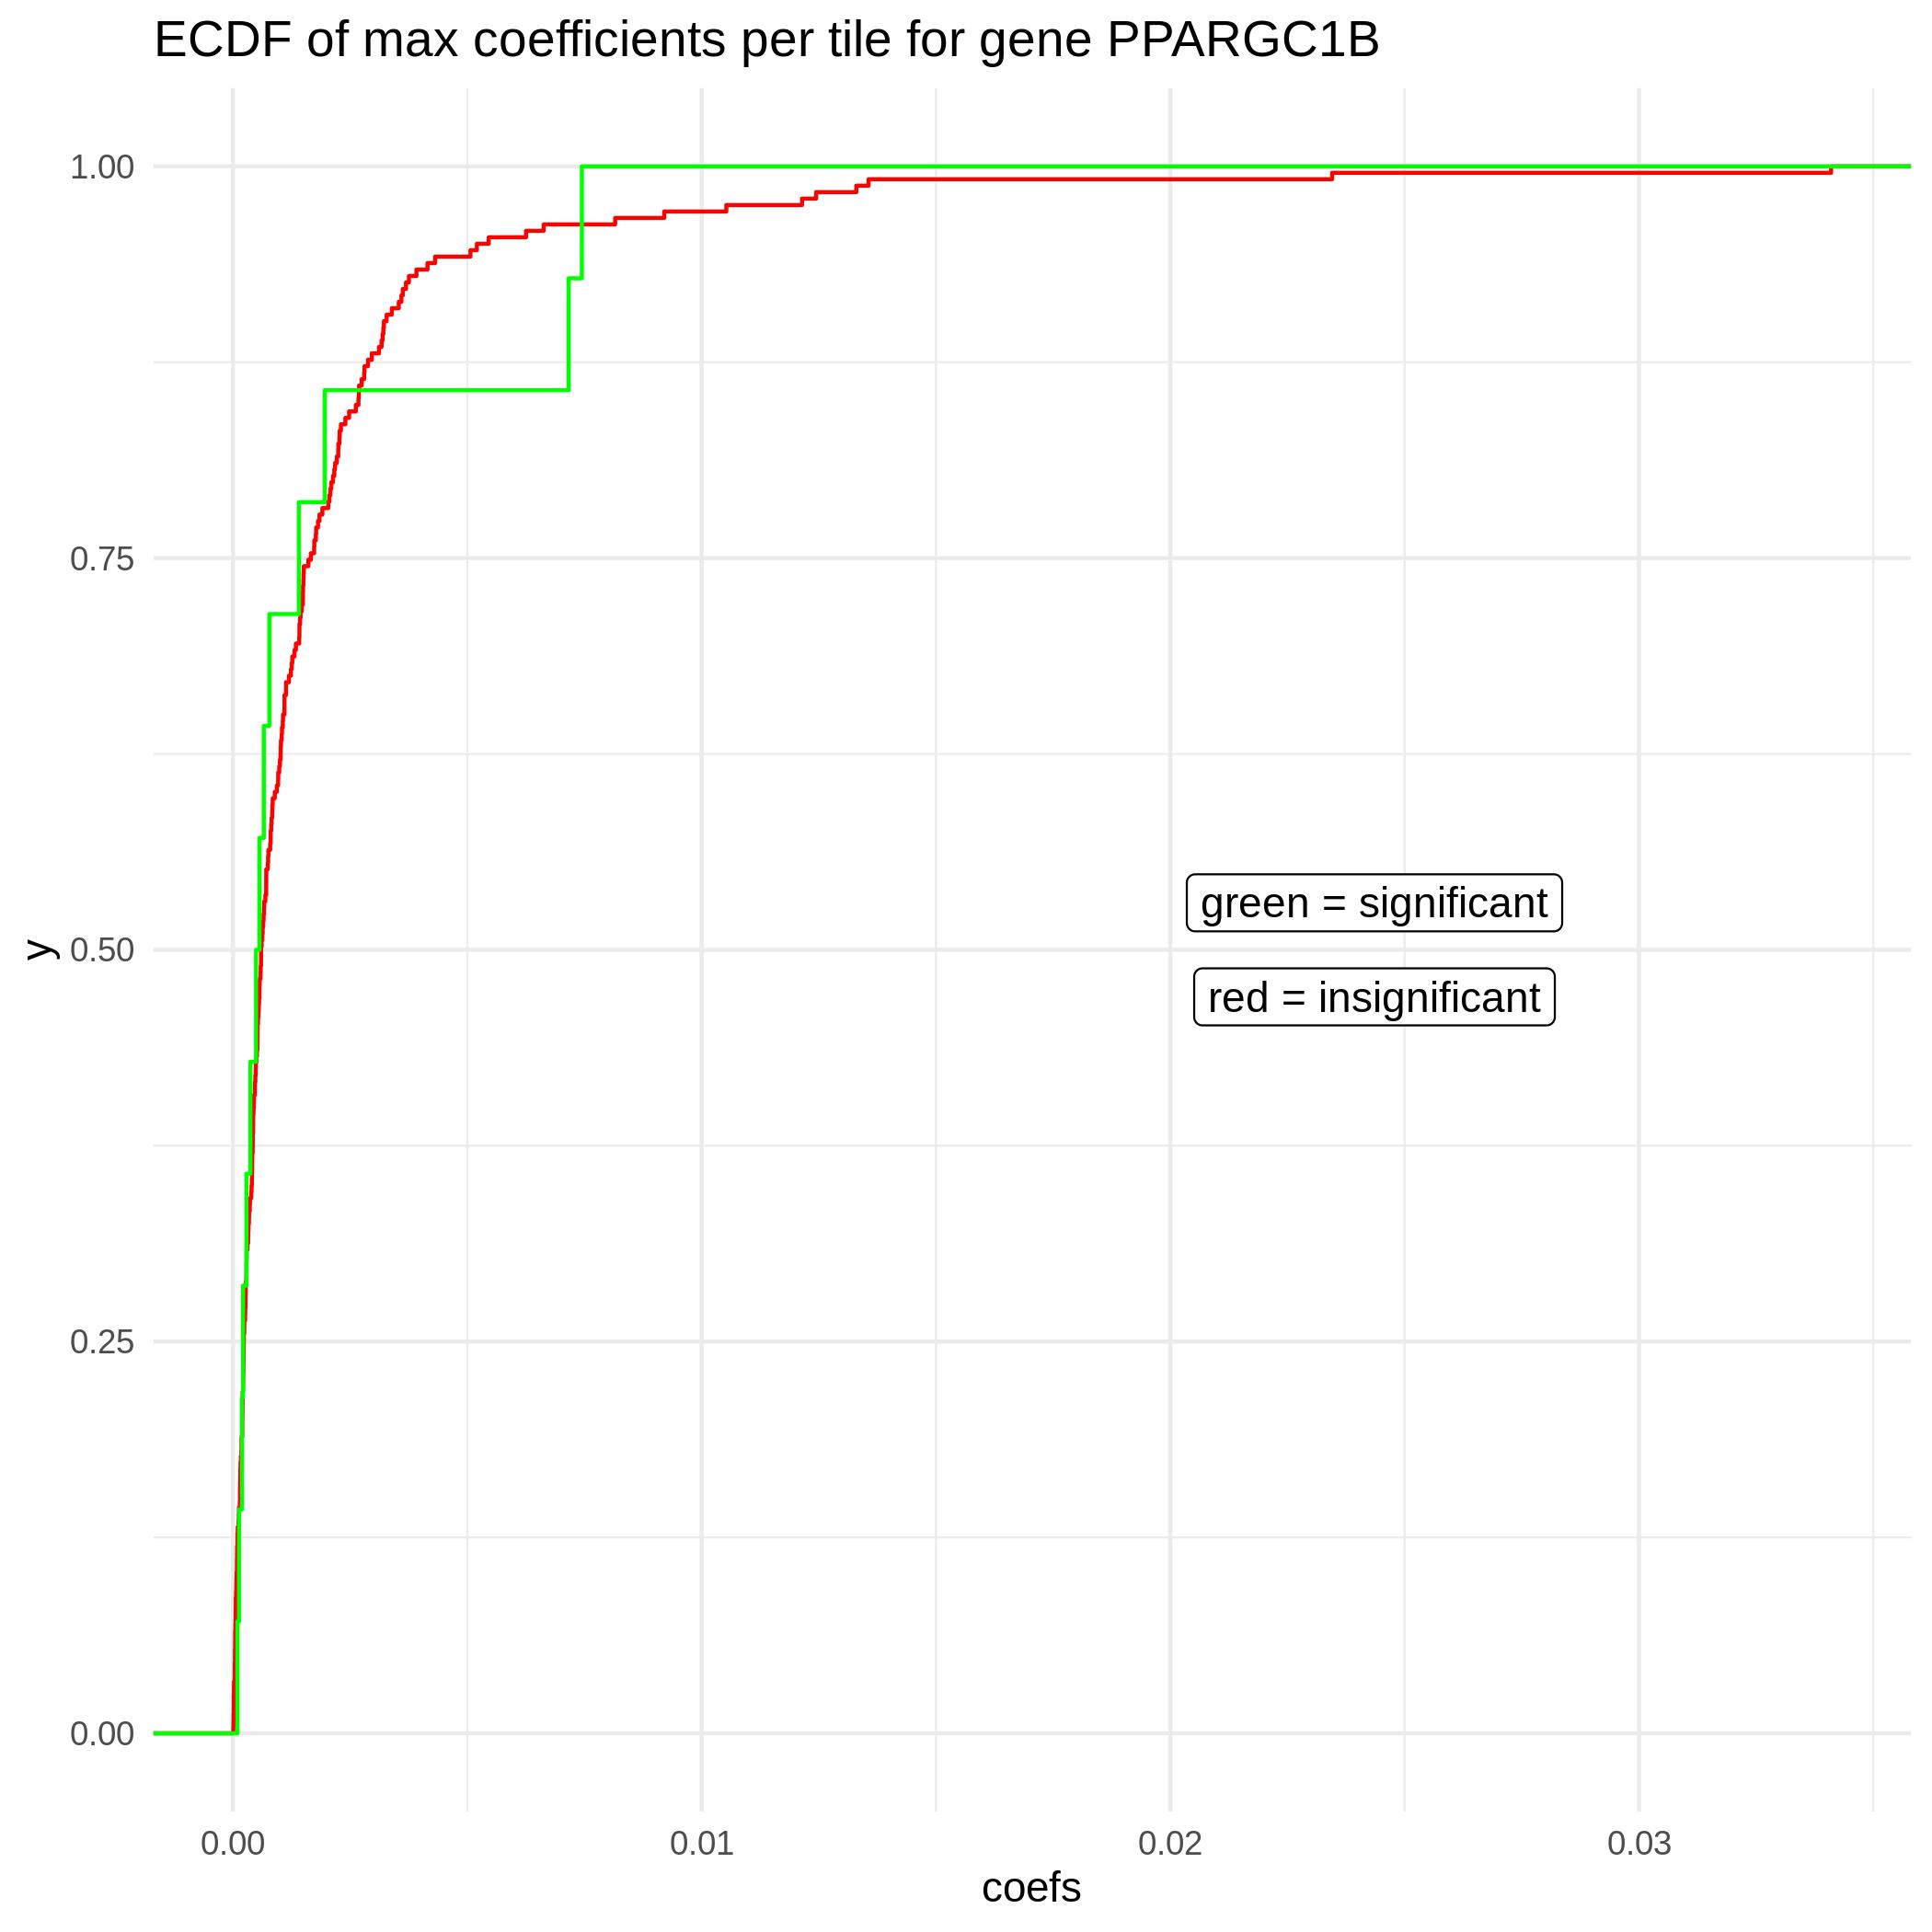 ECDF of max coefficients per tile for gene PPARGC1B
1.00
0.75
0.50
0.25
0.00
y
green = significant
red = insignificant
0.00 0.01 0.02 0.03
coefs